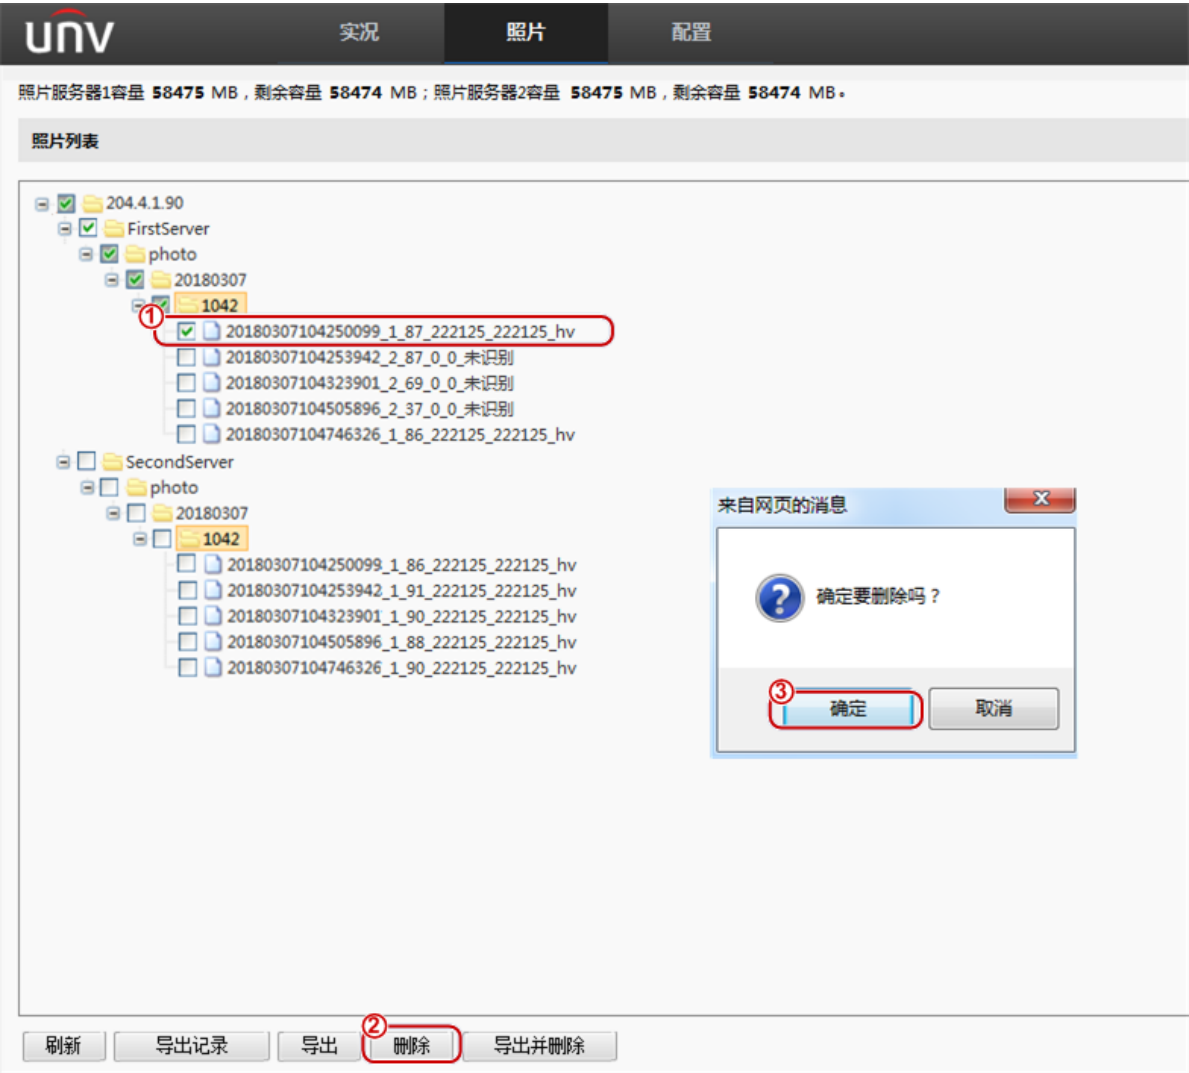 unv
实况 照片 配置
照片服务器1容量 58475 MB，剩余容量 58474 MB；照片服务器2容量 58475 MB，剩余容量 58474 MB。
照片列表
204.4.1.90
FirstServer
photo
20180307
1042
① 20180307104250099_1_87_222125_222125_hv
20180307104253942_2_87_0_0_未识别
20180307104323901_2_69_0_0_未识别
20180307104505896_2_37_0_0_未识别
20180307104746326_1_86_222125_222125_hv
SecondServer
photo
20180307
1042
20180307104250099_1_86_222125_222125_hv
20180307104253942_1_91_222125_222125_hv
20180307104323901_1_90_222125_222125_hv
20180307104505896_1_88_222125_222125_hv
20180307104746326_1_90_222125_222125_hv
来自网页的消息
确定要删除吗？
③ 确定 取消
刷新 导出记录 导出 ② 删除 导出并删除